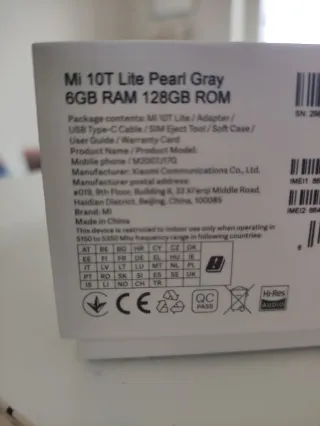 Mi 10T Lite Pearl Gray
6GB RAM 128GB ROM
Package contents: Mi 10T Lite / Adapter /
USB Type-C Cable / SIM Eject Tool / Soft Case /
User Guide / Warranty Card
Product Name / Product Model:
Mobile phone / M2007J17G
Manufacturer: Xiaomi Communications Co., Ltd.
Manufacturer postal address:
#019, 9th Floor, Building 6, 33 Xi'erqi Middle Road,
Haidian District, Beijing, China, 100085
Brand: MI
Made in China
This device is restricted to indoor use only when operating in
5150 to 5350 Mhz frequency range in following countries:
AT BE BG HR CY CZ DK
EE FI FR DE EL HU IE
IT LV LT LU MT NL PL
PT RO SK SI ES SE UK
IS LI NO CH TR
CE
QC
PASS
Hi-Res
AUDIO
SN:
IMEI1
IMEI2